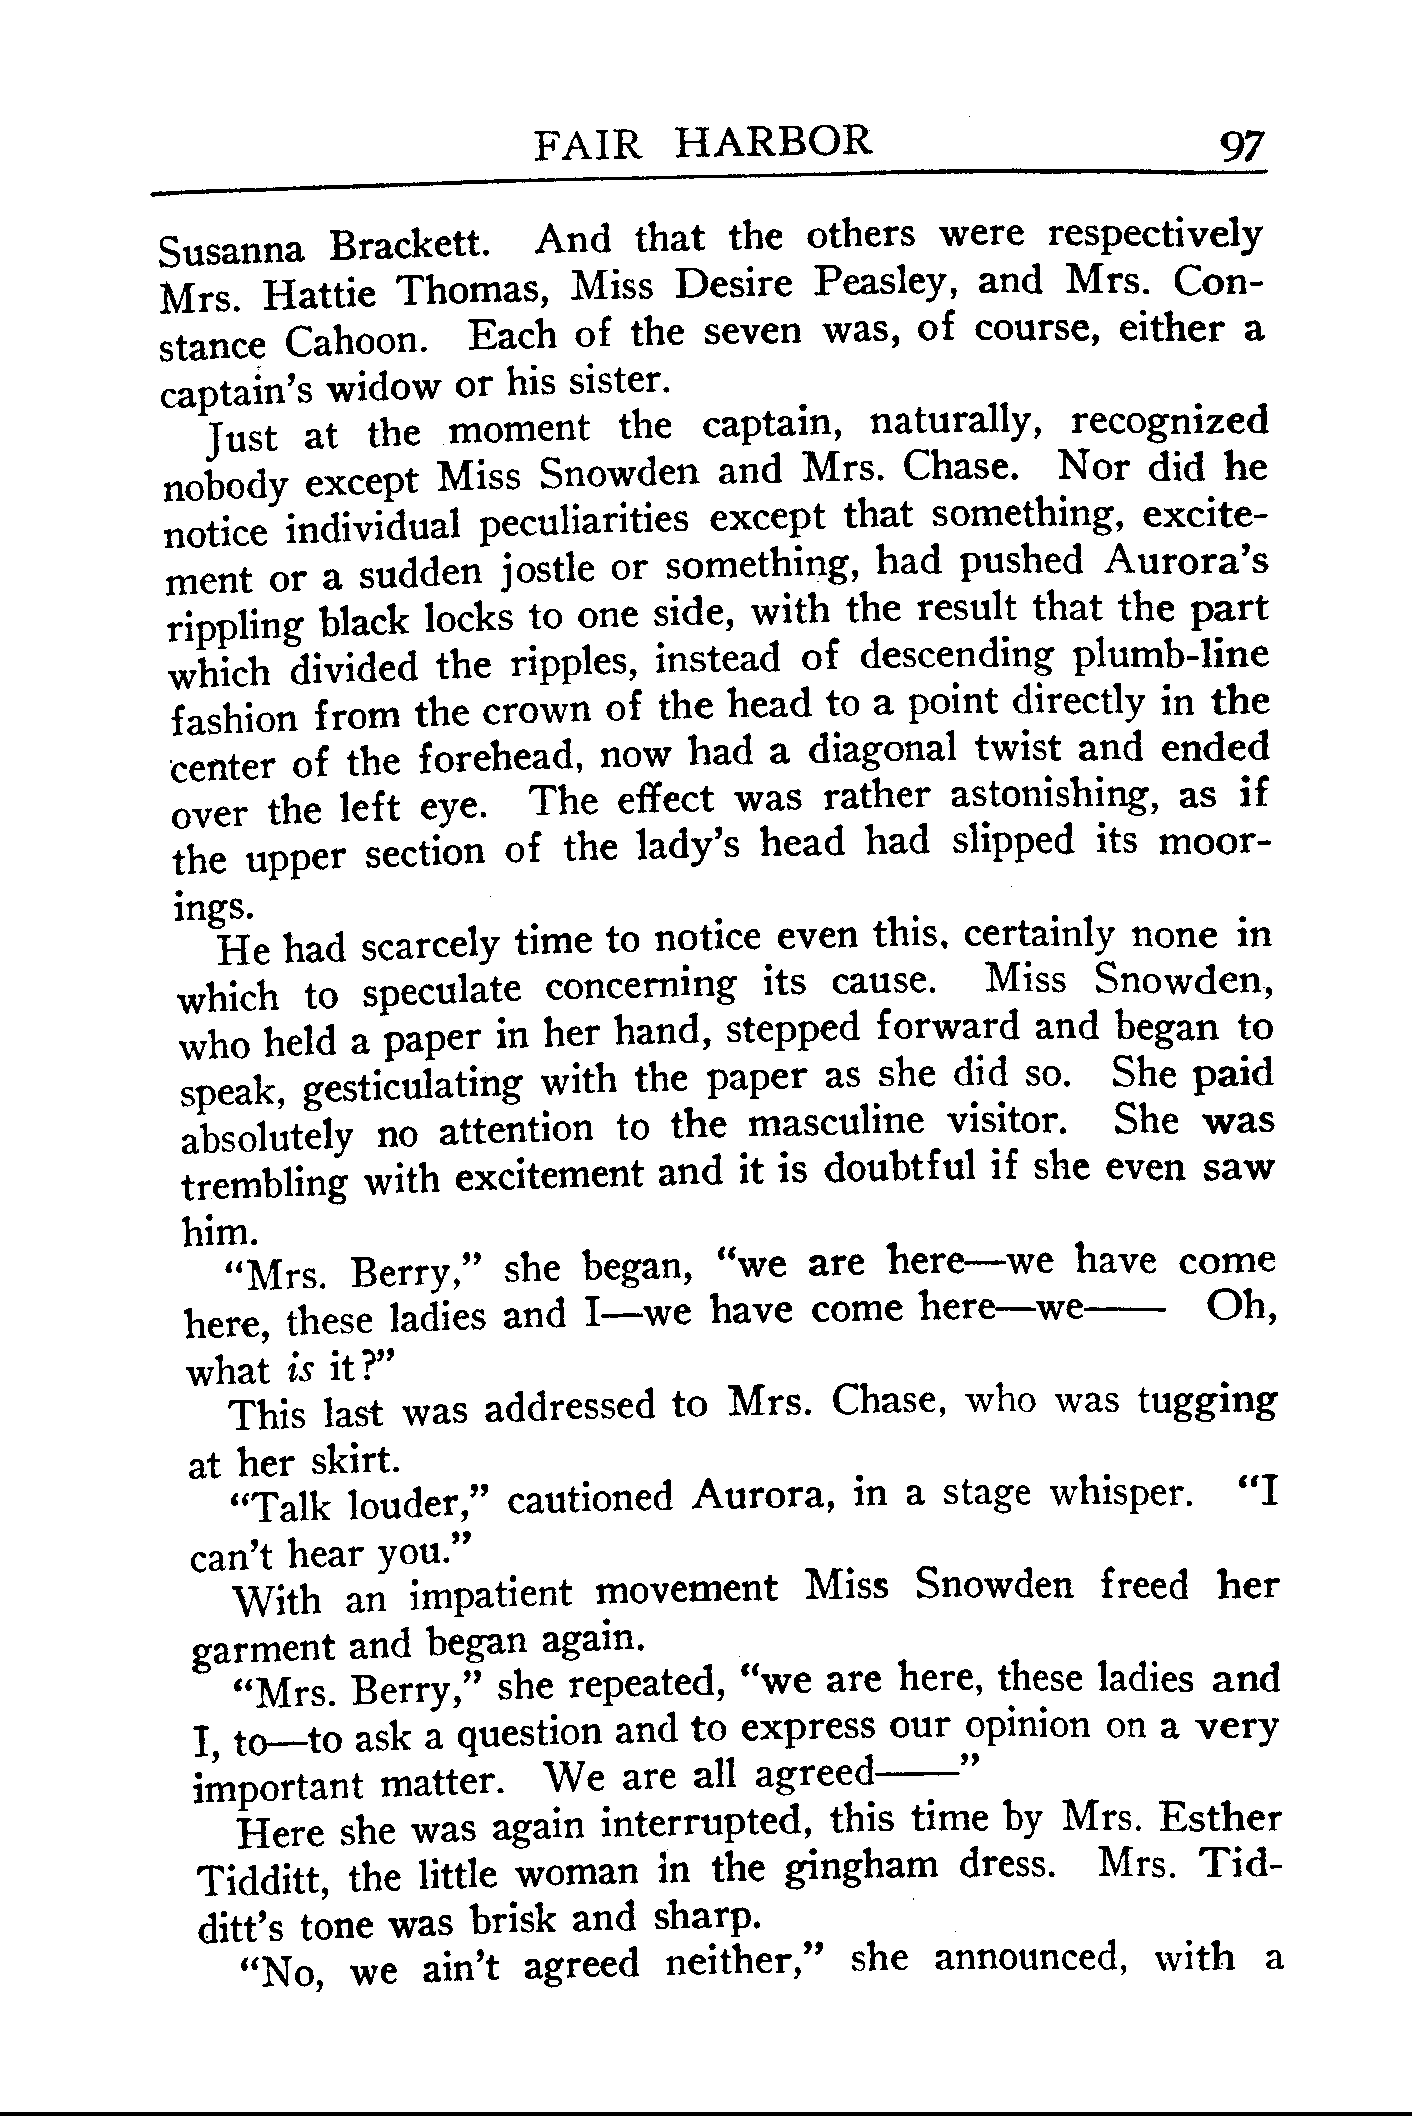 FAIR HARBOR 97
Susanna Brackett. And that the others were respectively
Mrs. Hattie Thomas, Miss Desire Peasley, and Mrs. Con-
stance Cahoon. Each of the seven was, of course, either a
captain's widow or his sister.
Just at the moment the captain, naturally, recognized
nobody except Miss Snowden and Mrs. Chase. Nor did he
notice individual peculiarities except that something, excite-
ment or a sudden jostle or something, had pushed Aurora's
rippling black locks to one side, with the result that the part
which divided the ripples, instead of descending plumb-line
fashion from the crown of the head to a point directly in the
center of the forehead, now had a diagonal twist and ended
over the left eye. The effect was rather astonishing, as if
the upper section of the lady's head had slipped its moor-
ings.
He had scarcely time to notice even this, certainly none in
which to speculate concerning its cause. Miss Snowden,
who held a paper in her hand, stepped forward and began to
speak, gesticulating with the paper as she did so. She paid
absolutely no attention to the masculine visitor. She was
trembling with excitement and it is doubtful if she even saw
him.
“Mrs. Berry,” she began, “we are here—we have come
here, these ladies and I—we have come here—we—— Oh,
what is it?”
This last was addressed to Mrs. Chase, who was tugging
at her skirt.
“Talk louder,” cautioned Aurora, in a stage whisper. “I
can't hear you.”
With an impatient movement Miss Snowden freed her
garment and began again.
“Mrs. Berry,” she repeated, “we are here, these ladies and
I, to—to ask a question and to express our opinion on a very
important matter. We are all agreed——”
Here she was again interrupted, this time by Mrs. Esther
Tidditt, the little woman in the gingham dress. Mrs. Tid-
ditt's tone was brisk and sharp.
“No, we ain't agreed neither,” she announced, with a